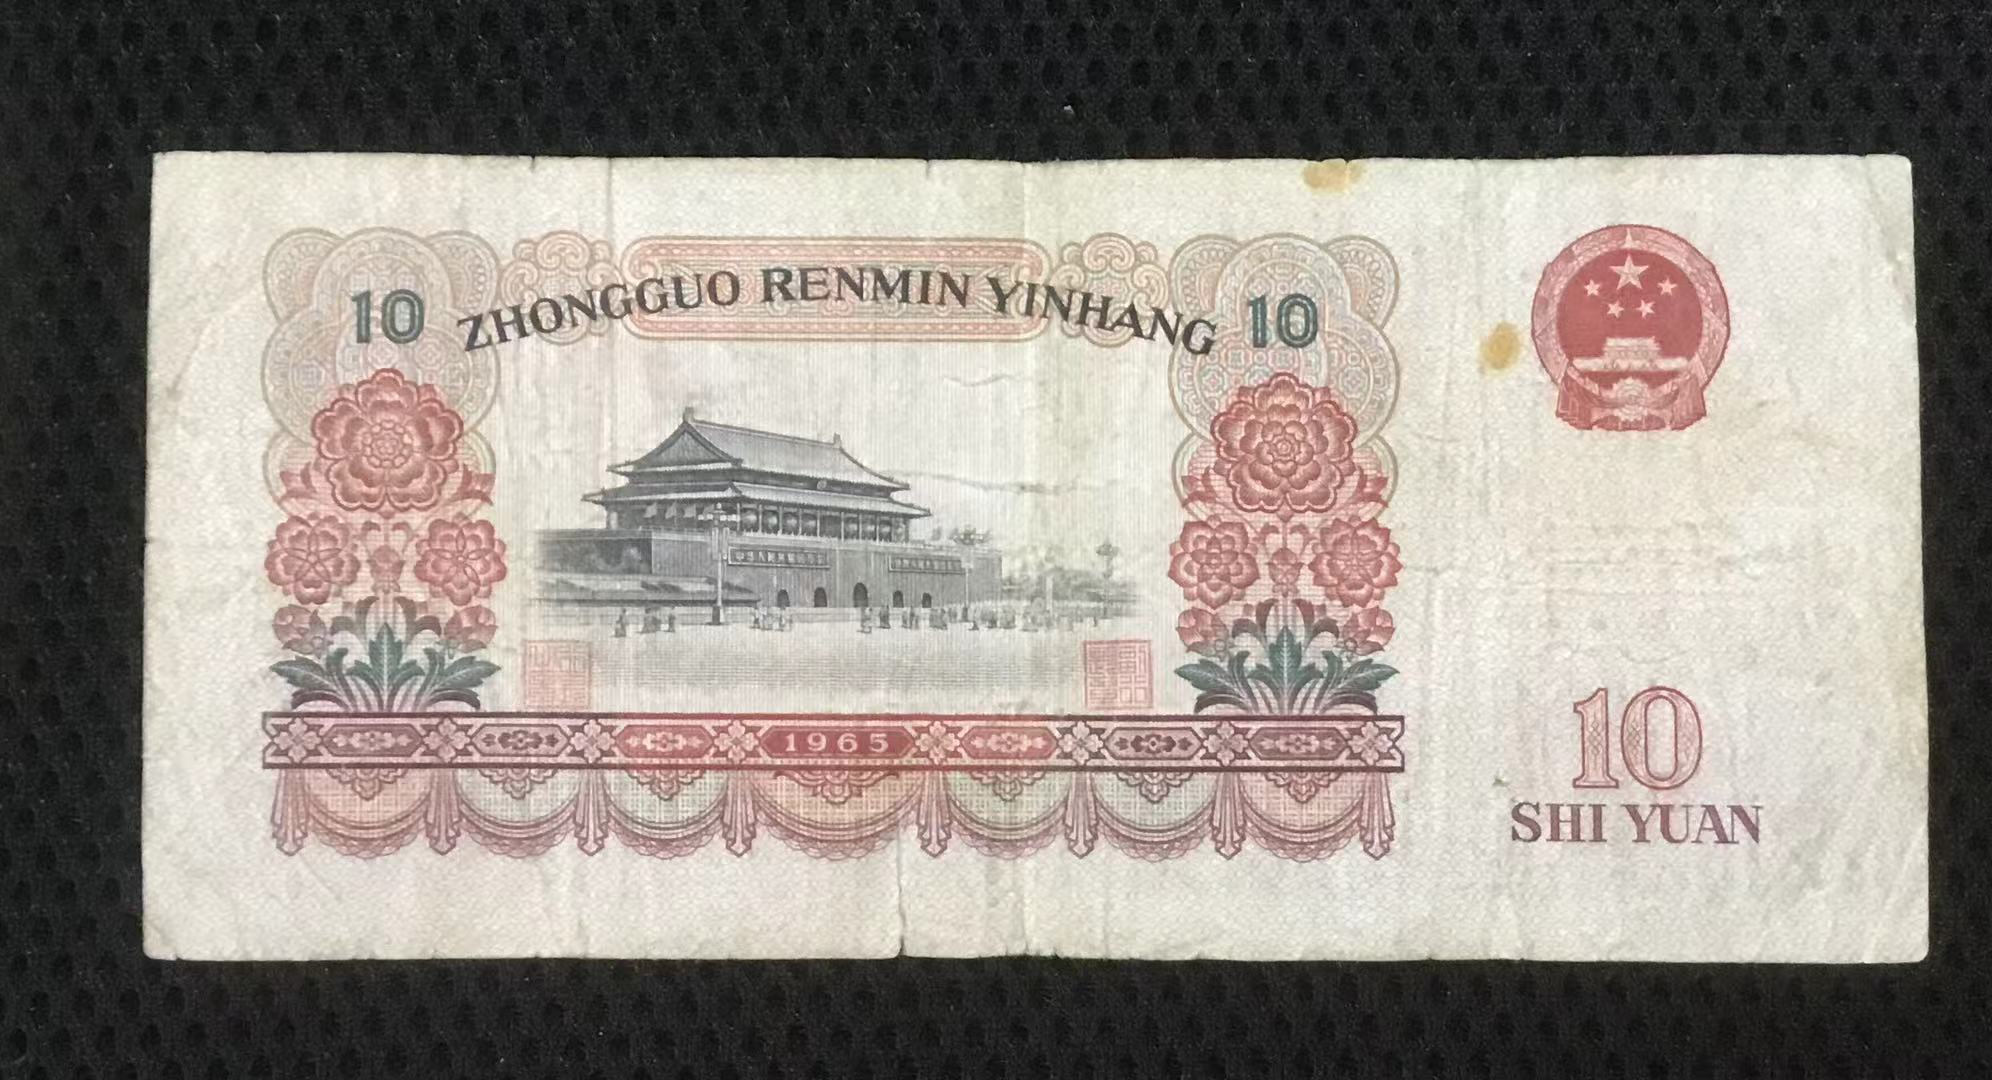 10 ZHONGGUO RENMIN YINHANG 10
1965
10
SHI YUAN